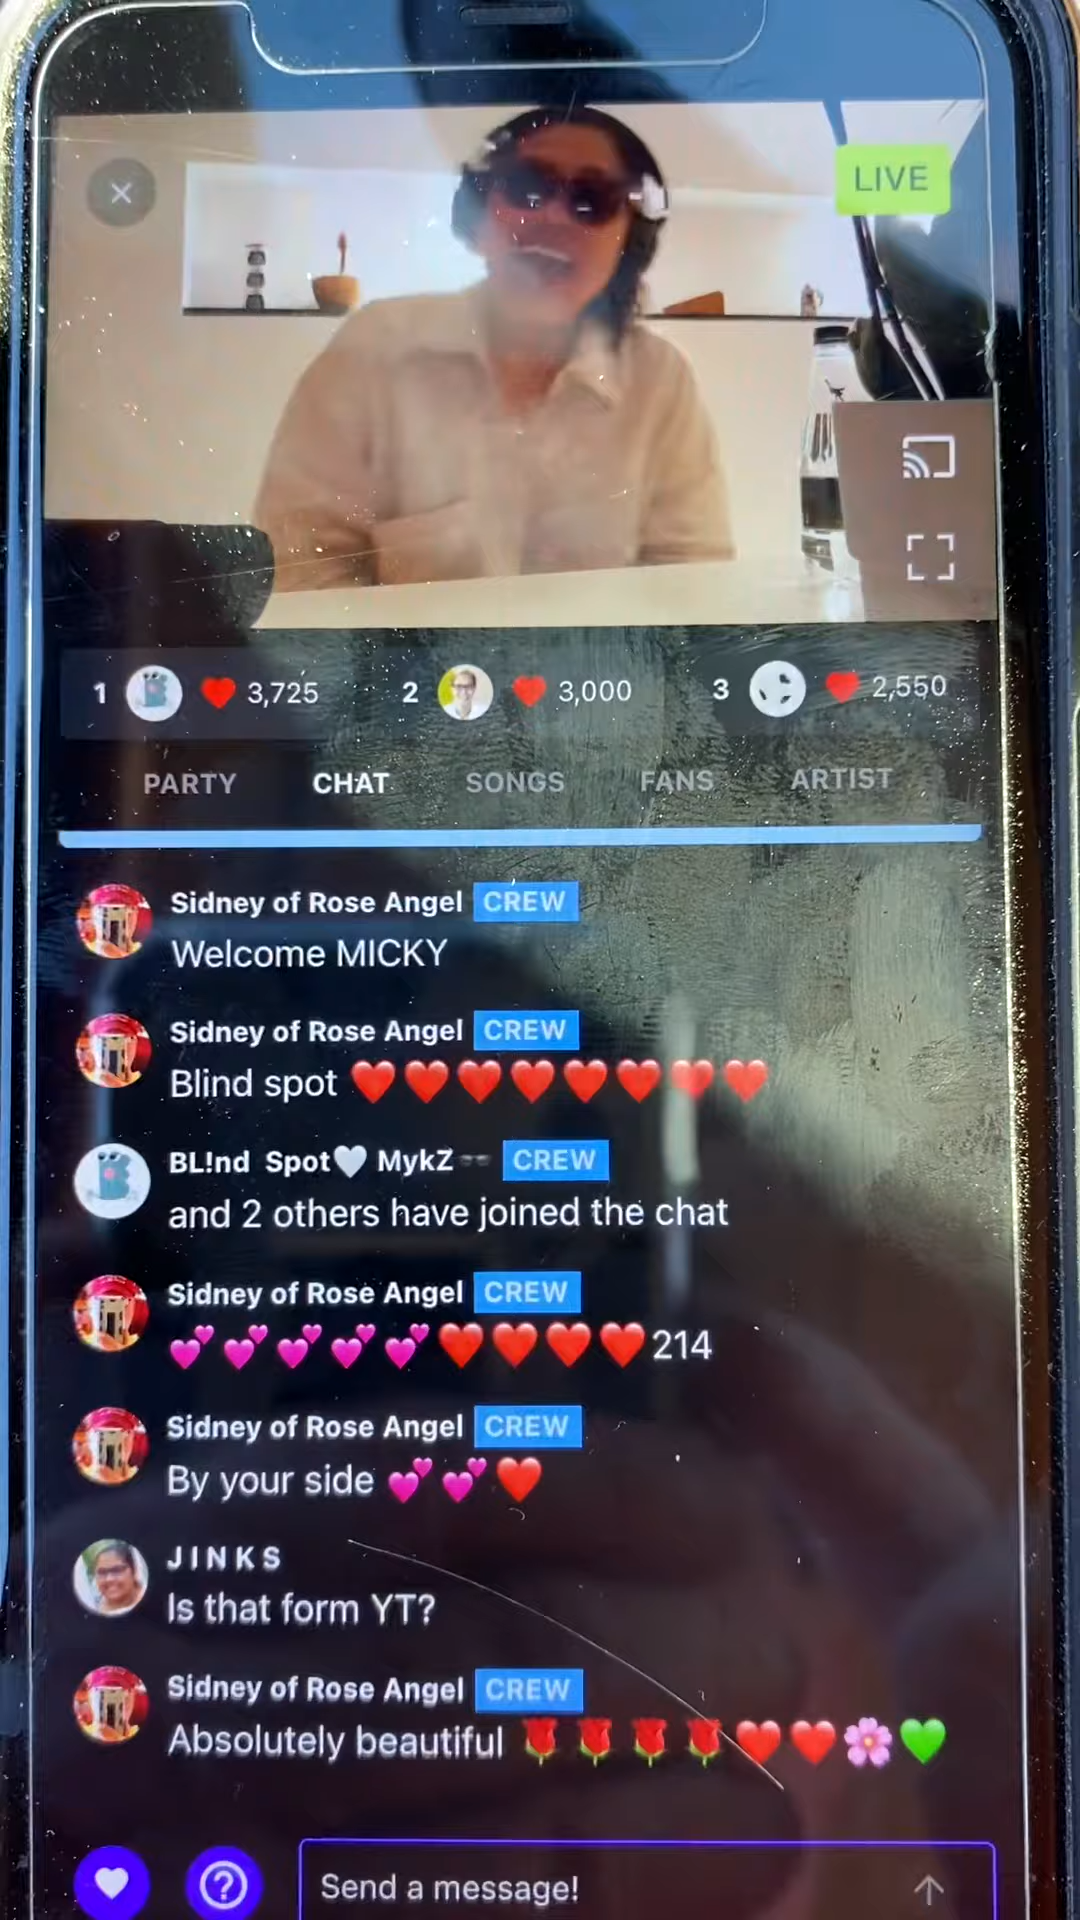 LIVE
1 3,725 2 3,000 3 2,550
PARTY CHAT SONGS FANS ARTIST
Sidney of Rose Angel CREW
Welcome MICKY
Sidney of Rose Angel CREW
Blind spot ❤️❤️❤️❤️❤️❤️❤️❤️
BL!nd Spot🤍 MykZ🕶️ CREW
and 2 others have joined the chat
Sidney of Rose Angel CREW
💕💕💕💕💕❤️❤️❤️❤️214
Sidney of Rose Angel CREW
By your side 💕💕❤️
J I N K S
Is that form YT?
Sidney of Rose Angel CREW
Absolutely beautiful 🌹🌹🌹🌹❤️❤️🌸💚
Send a message!